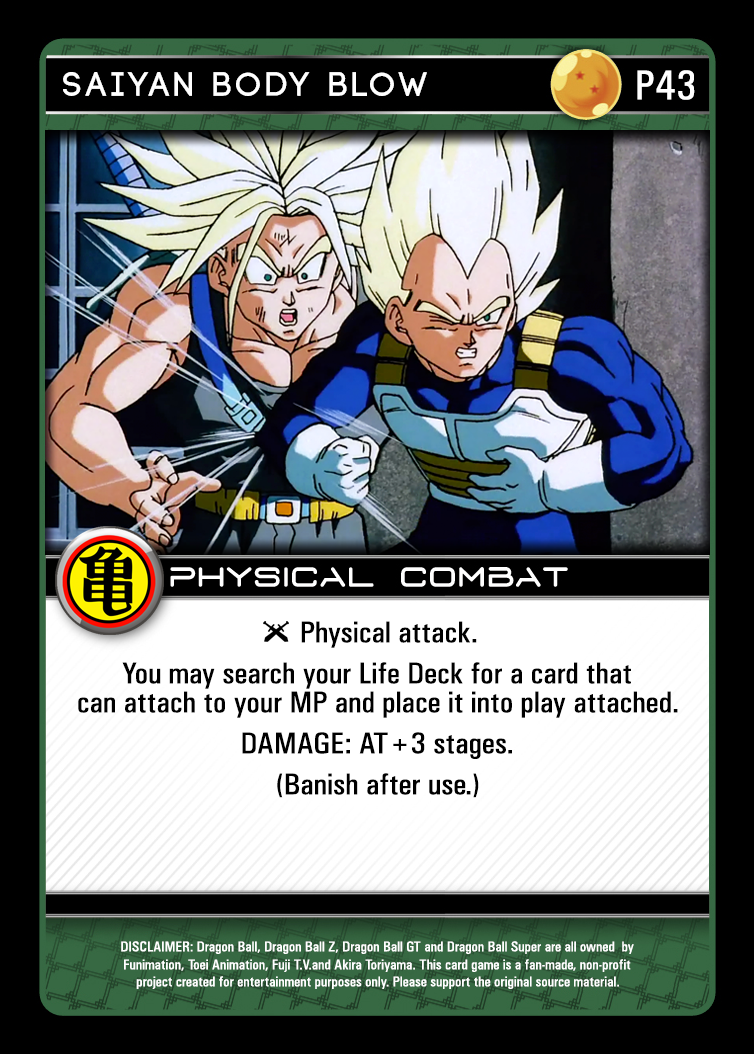 SAIYAN BODY BLOW
P43
亀
PHYSICAL COMBAT
Physical attack.
You may search your Life Deck for a card that
can attach to your MP and place it into play attached.
DAMAGE: AT+3 stages.
(Banish after use.)
DISCLAIMER: Dragon Ball, Dragon Ball Z, Dragon Ball GT and Dragon Ball Super are all owned by
Funimation, Toei Animation, Fuji T.V.and Akira Toriyama. This card game is a fan-made, non-profit
project created for entertainment purposes only. Please support the original source material.